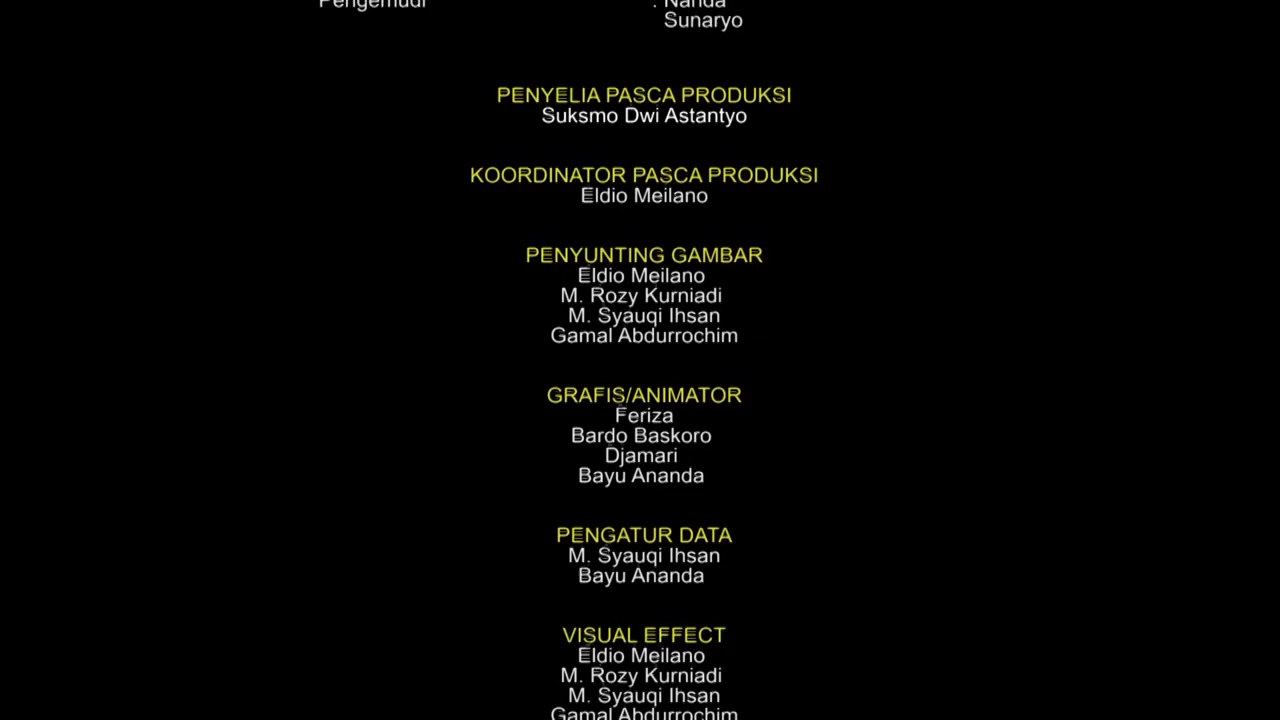 Pengemudi : Nanda
Sunaryo
PENYELIA PASCA PRODUKSI
Suksmo Dwi Astantyo
KOORDINATOR PASCA PRODUKSI
Eldio Meilano
PENYUNTING GAMBAR
Eldio Meilano
M. Rozy Kurniadi
M. Syauqi Ihsan
Gamal Abdurrochim
GRAFIS/ANIMATOR
Feriza
Bardo Baskoro
Djamari
Bayu Ananda
PENGATUR DATA
M. Syauqi Ihsan
Bayu Ananda
VISUAL EFFECT
Eldio Meilano
M. Rozy Kurniadi
M. Syauqi Ihsan
Gamal Abdurrochim